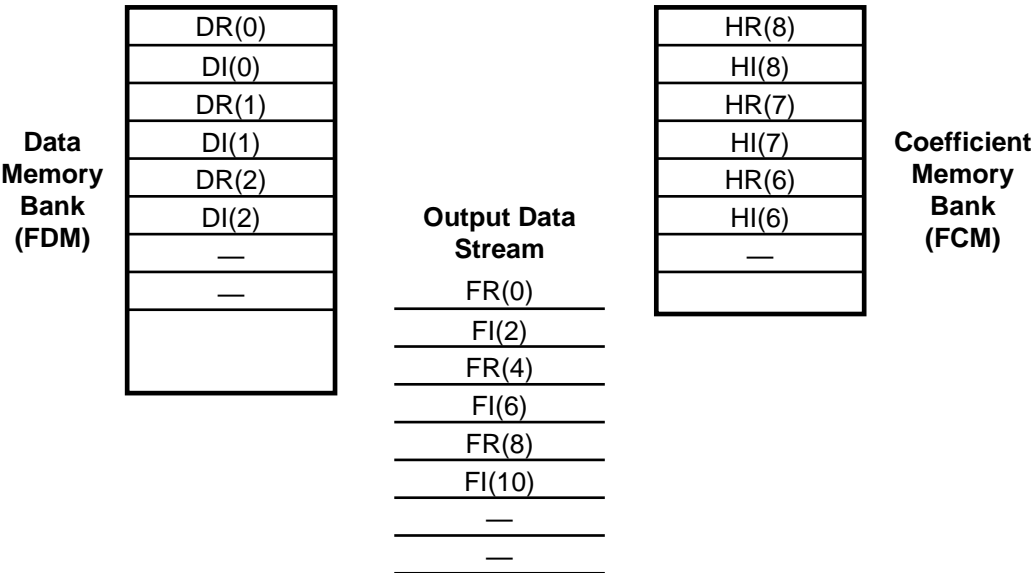 Data
Memory
Bank
(FDM)
DR(0)
DI(0)
DR(1)
DI(1)
DR(2)
DI(2)
—
—
Output Data
Stream
FR(0)
FI(2)
FR(4)
FI(6)
FR(8)
FI(10)
—
—
HR(8)
HI(8)
HR(7)
HI(7)
HR(6)
HI(6)
—
Coefficient
Memory
Bank
(FCM)